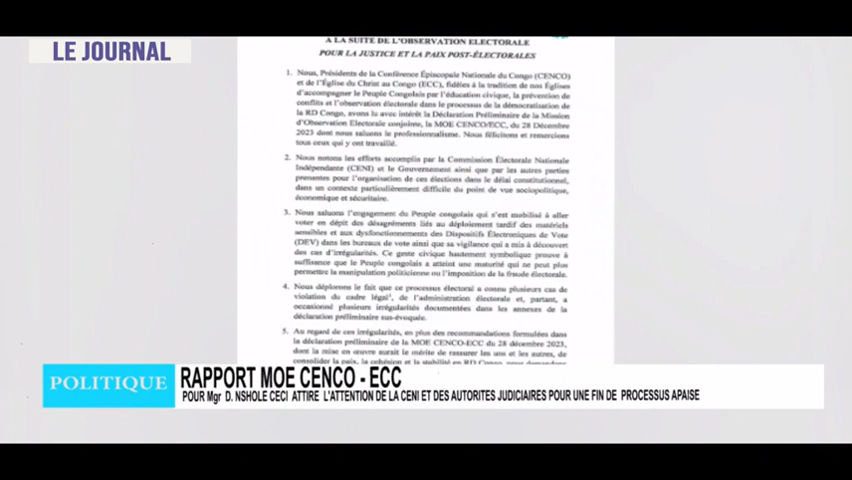 LE JOURNAL
A LA SUITE DE L'OBSERVATION ELECTORALE
POUR LA JUSTICE ET LA PAIX POST-ÉLECTORALES
1. Nous, Présidents de la Conférence Épiscopale Nationale du Congo (CENCO)
et de l'Église du Christ au Congo (ECC), fidèles à la tradition de nos Églises
d'accompagner le Peuple Congolais par l'éducation civique, la prévention de
conflits et l'observation électorale dans le processus de la démocratisation de
la RD Congo, avons lu avec intérêt la Déclaration Préliminaire de la Mission
d'Observation Electorale conjointe, la MOE CENCO/ECC, du 28 Décembre
2023 dont nous saluons le professionnalisme. Nous félicitons et remercions
tous ceux qui y ont travaillé.
2. Nous notons les efforts accomplis par la Commission Électorale Nationale
Indépendante (CENI) et le Gouvernement ainsi que par les autres parties
prenantes pour l'organisation de ces élections dans le délai constitutionnel,
dans un contexte particulièrement difficile du point de vue sociopolitique,
économique et sécuritaire.
3. Nous saluons l'engagement du Peuple congolais qui s'est mobilisé à aller
voter en dépit des désagréments liés au déploiement tardif des matériels
sensibles et aux dysfonctionnements des Dispositifs Électroniques de Vote
(DEV) dans les bureaux de vote ainsi que sa vigilance qui a mis à découvert
des cas d'irrégularités. Ce geste civique hautement symbolique prouve à
suffisance que le Peuple congolais a atteint une maturité qui ne peut plus
permettre la manipulation politicienne ou l'imposition de la fraude électorale.
4. Nous déplorons le fait que ce processus électoral a connu plusieurs cas de
violation du cadre légal¹, de l'administration électorale et, partant, a
occasionné plusieurs irrégularités documentées dans les annexes de la
déclaration préliminaire sus-évoquée.
5. Au regard de ces irrégularités, en plus des recommandations formulées dans
la déclaration préliminaire de la MOE CENCO-ECC du 28 décembre 2023,
dont la mise en œuvre aurait le mérite de rassurer les uns et les autres, de
consolider la paix, la cohésion et la stabilité en RD Congo, nous demandons
POLITIQUE
RAPPORT MOE CENCO - ECC
POUR Mgr D. NSHOLE CECI ATTIRE L'ATTENTION DE LA CENI ET DES AUTORITES JUDICIAIRES POUR UNE FIN DE PROCESSUS APAISE